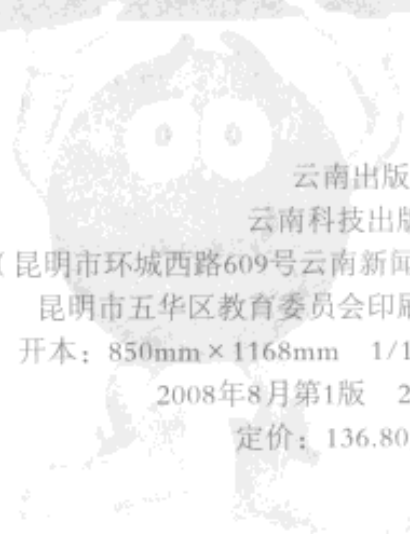 云南出版
云南科技出版
(昆明市环城西路609号云南新闻
昆明市五华区教育委员会印刷
开本：850mm×1168mm 1/1
2008年8月第1版 2
定价：136.80